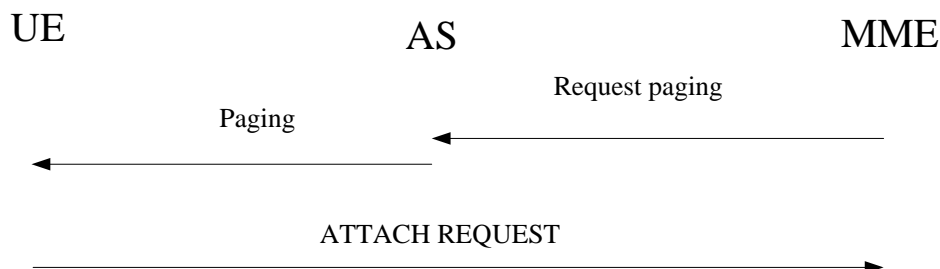 UE
AS
MME
Request paging
Paging
ATTACH REQUEST